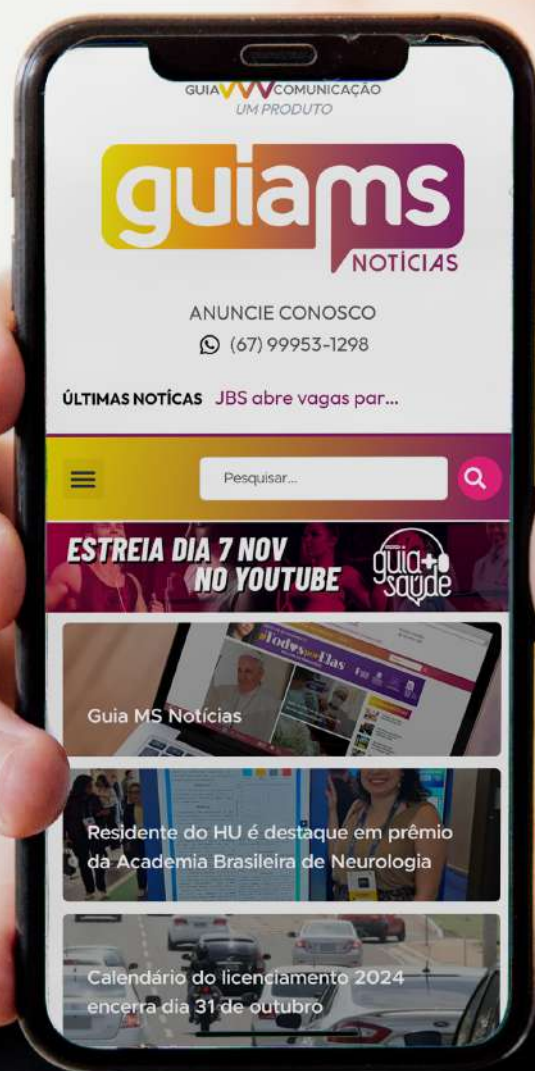 GUIA COMUNICAÇÃO
UM PRODUTO
guiams
NOTÍCIAS
ANUNCIE CONOSCO
(67) 99953-1298
ÚLTIMAS NOTÍCAS JBS abre vagas par...
Pesquisar...
ESTREIA DIA 7 NOV
NO YOUTUBE
guia+
saúde
#TodosporElas
Guia MS Notícias
Residente do HU é destaque em prêmio
da Academia Brasileira de Neurologia
Calendário do licenciamento 2024
encerra dia 31 de outubro